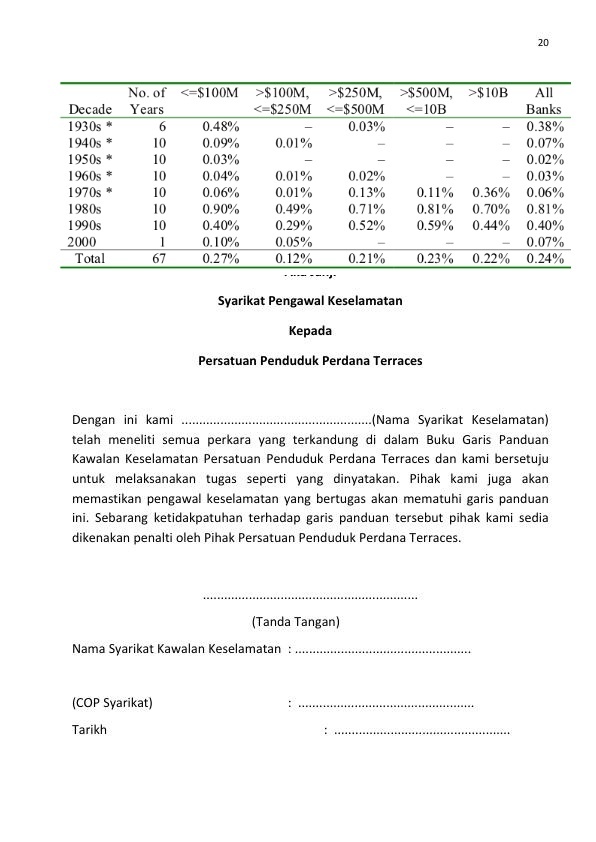 20
No. of <=$100M >$100M, >$250M, >$500M, >$10B All
Decade Years <=$250M <=$500M <=10B Banks
1930s * 6 0.48% – 0.03% – – 0.38%
1940s * 10 0.09% 0.01% – – – 0.07%
1950s * 10 0.03% – – – – 0.02%
1960s * 10 0.04% 0.01% 0.02% – – 0.03%
1970s * 10 0.06% 0.01% 0.13% 0.11% 0.36% 0.06%
1980s 10 0.90% 0.49% 0.71% 0.81% 0.70% 0.81%
1990s 10 0.40% 0.29% 0.52% 0.59% 0.44% 0.40%
2000 1 0.10% 0.05% – – – 0.07%
Total 67 0.27% 0.12% 0.21% 0.23% 0.22% 0.24%
Syarikat Pengawal Keselamatan
Kepada
Persatuan Penduduk Perdana Terraces
Dengan ini kami ......................................................(Nama Syarikat Keselamatan)
telah meneliti semua perkara yang terkandung di dalam Buku Garis Panduan
Kawalan Keselamatan Persatuan Penduduk Perdana Terraces dan kami bersetuju
untuk melaksanakan tugas seperti yang dinyatakan. Pihak kami juga akan
memastikan pengawal keselamatan yang bertugas akan mematuhi garis panduan
ini. Sebarang ketidakpatuhan terhadap garis panduan tersebut pihak kami sedia
dikenakan penalti oleh Pihak Persatuan Penduduk Perdana Terraces.
.............................................................
(Tanda Tangan)
Nama Syarikat Kawalan Keselamatan : ..................................................
(COP Syarikat) : ..................................................
Tarikh : ..................................................